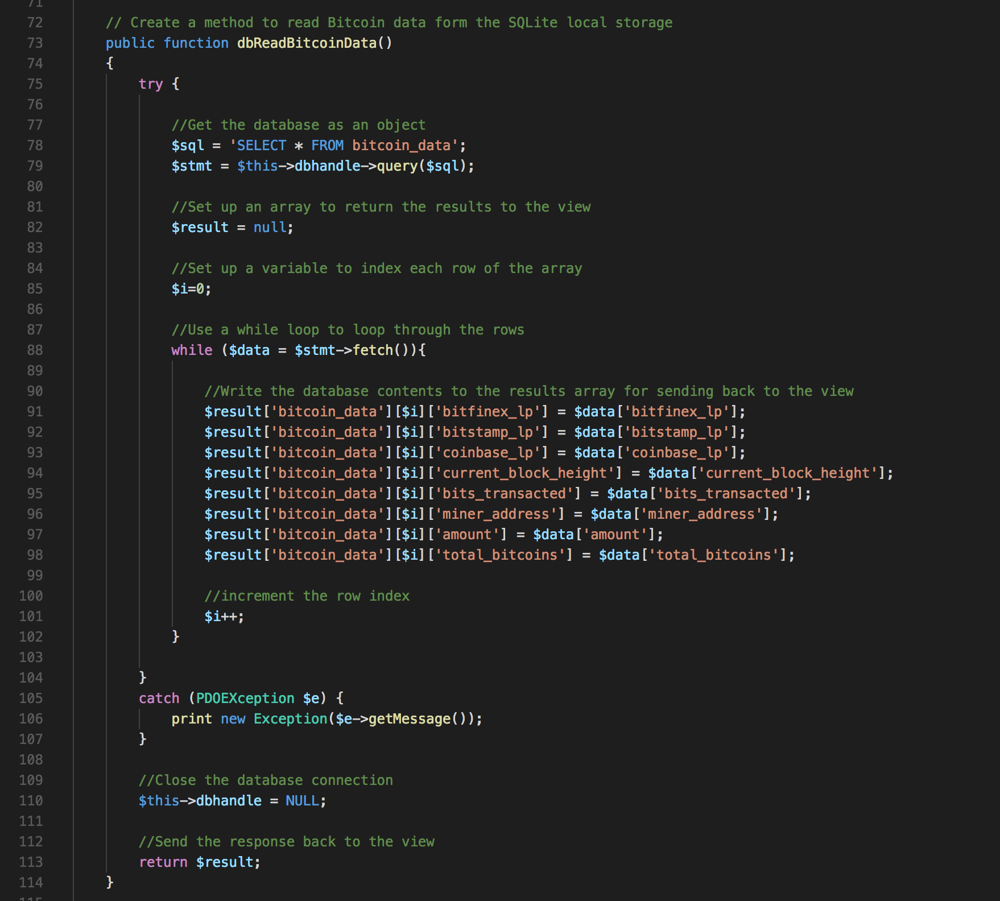 71
72 // Create a method to read Bitcoin data form the SQLite local storage
73 public function dbReadBitcoinData()
74 {
75 try {
76
77 //Get the database as an object
78 $sql = 'SELECT * FROM bitcoin_data';
79 $stmt = $this->dbhandle->query($sql);
80
81 //Set up an array to return the results to the view
82 $result = null;
83
84 //Set up a variable to index each row of the array
85 $i=0;
86
87 //Use a while loop to loop through the rows
88 while ($data = $stmt->fetch()){
89
90 //Write the database contents to the results array for sending back to the view
91 $result['bitcoin_data'][$i]['bitfinex_lp'] = $data['bitfinex_lp'];
92 $result['bitcoin_data'][$i]['bitstamp_lp'] = $data['bitstamp_lp'];
93 $result['bitcoin_data'][$i]['coinbase_lp'] = $data['coinbase_lp'];
94 $result['bitcoin_data'][$i]['current_block_height'] = $data['current_block_height'];
95 $result['bitcoin_data'][$i]['bits_transacted'] = $data['bits_transacted'];
96 $result['bitcoin_data'][$i]['miner_address'] = $data['miner_address'];
97 $result['bitcoin_data'][$i]['amount'] = $data['amount'];
98 $result['bitcoin_data'][$i]['total_bitcoins'] = $data['total_bitcoins'];
99
100 //increment the row index
101 $i++;
102 }
103
104 }
105 catch (PDOEXception $e) {
106 print new Exception($e->getMessage());
107 }
108
109 //Close the database connection
110 $this->dbhandle = NULL;
111
112 //Send the response back to the view
113 return $result;
114 }
115